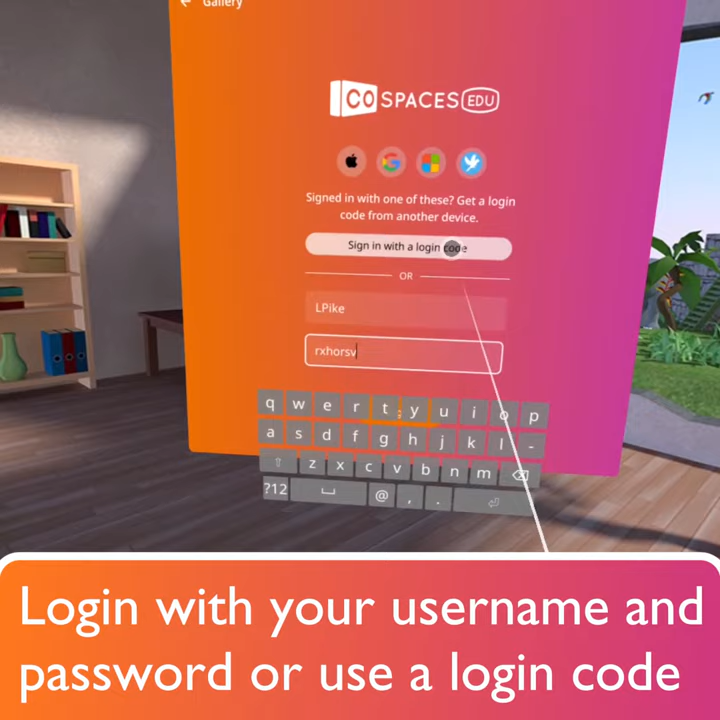 Gallery
CO SPACES EDU
Signed in with one of these? Get a login
code from another device.
Sign in with a login code
OR
LPike
rxhorsv
q w e r t y u i o p
a s d f g h j k l -
z x c v b n m
?12 @ , .
Login with your username and
password or use a login code